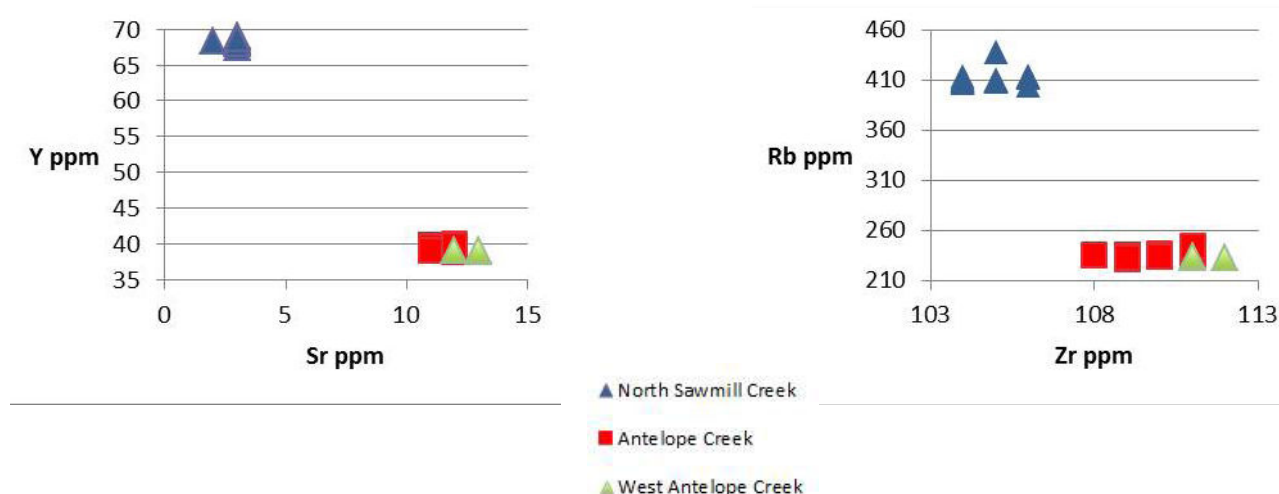 70
65
60
55
Y ppm
50
45
40
35
0 5 10 15
Sr ppm
460
410
360
Rb ppm
310
260
210
103 108 113
Zr ppm
North Sawmill Creek
Antelope Creek
West Antelope Creek